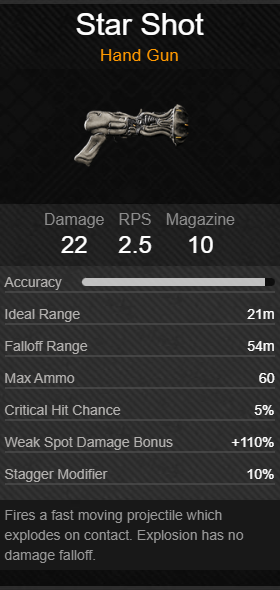 Star Shot
Hand Gun
Damage RPS Magazine
22 2.5 10
Accuracy
Ideal Range 21m
Falloff Range 54m
Max Ammo 60
Critical Hit Chance 5%
Weak Spot Damage Bonus +110%
Stagger Modifier 10%
Fires a fast moving projectile which
explodes on contact. Explosion has no
damage falloff.